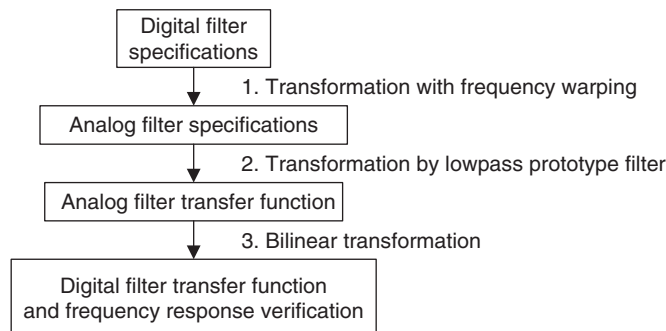 Digital filter
specifications
1. Transformation with frequency warping
Analog filter specifications
2. Transformation by lowpass prototype filter
Analog filter transfer function
3. Bilinear transformation
Digital filter transfer function
and frequency response verification